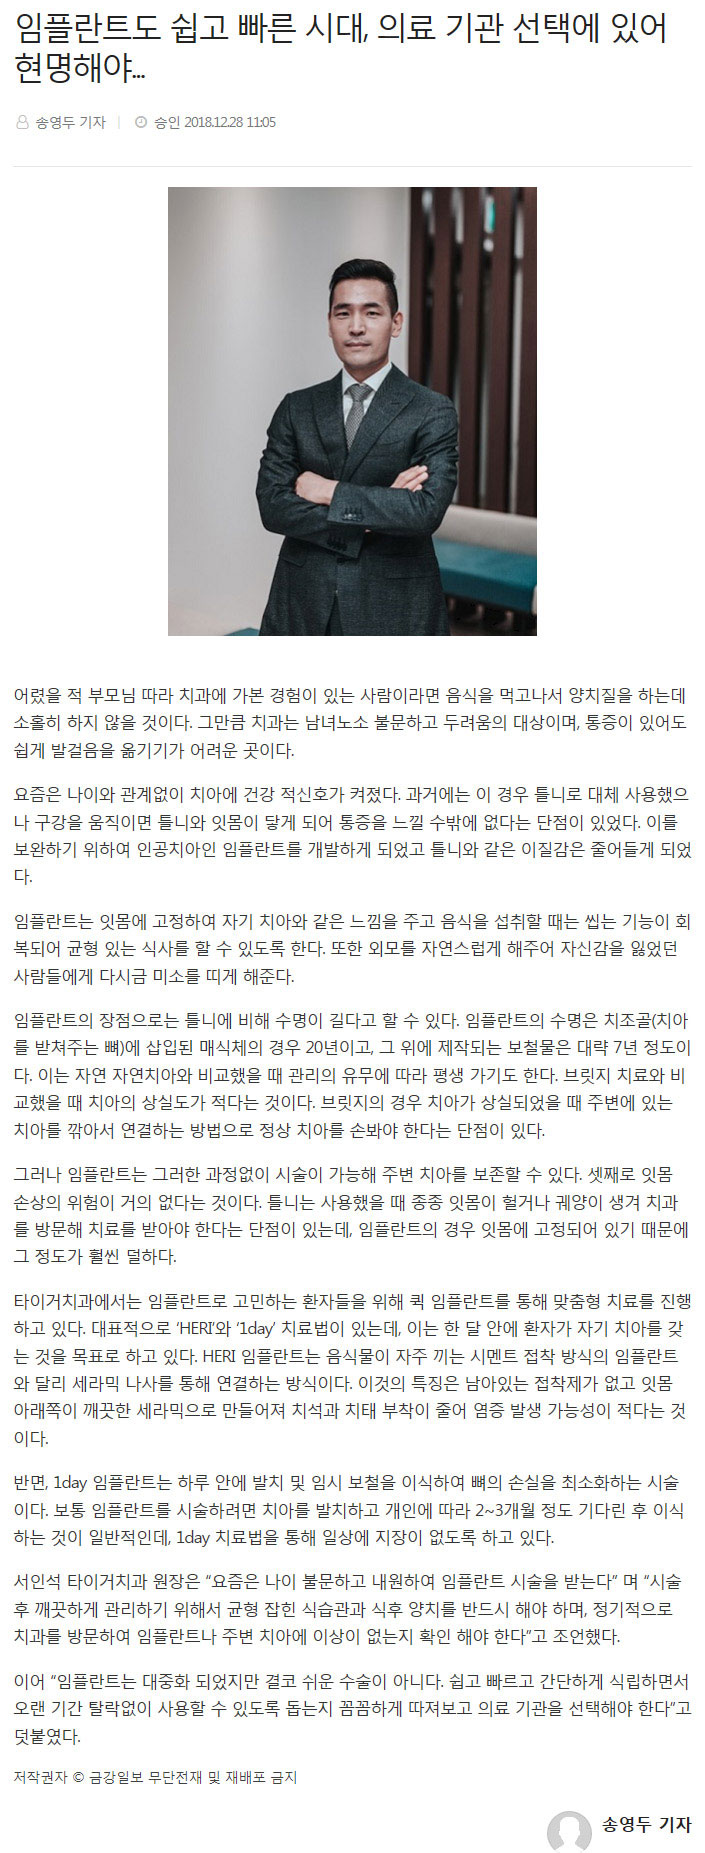 임플란트도 쉽고 빠른 시대, 의료 기관 선택에 있어
현명해야...
송영두 기자
승인 2018.12.28 11:05
어렸을 적 부모님 따라 치과에 가본 경험이 있는 사람이라면 음식을 먹고나서 양치질을 하는데
소홀히 하지 않을 것이다. 그만큼 치과는 남녀노소 불문하고 두려움의 대상이며, 통증이 있어도
쉽게 발걸음을 옮기기가 어려운 곳이다.
요즘은 나이와 관계없이 치아에 건강 적신호가 켜졌다. 과거에는 이 경우 틀니로 대체 사용했으
나 구강을 움직이면 틀니와 잇몸이 닿게 되어 통증을 느낄 수밖에 없다는 단점이 있었다. 이를
보완하기 위하여 인공치아인 임플란트를 개발하게 되었고 틀니와 같은 이질감은 줄어들게 되었
다.
임플란트는 잇몸에 고정하여 자기 치아와 같은 느낌을 주고 음식을 섭취할 때는 씹는 기능이 회
복되어 균형 있는 식사를 할 수 있도록 한다. 또한 외모를 자연스럽게 해주어 자신감을 잃었던
사람들에게 다시금 미소를 띠게 해준다.
임플란트의 장점으로는 틀니에 비해 수명이 길다고 할 수 있다. 임플란트의 수명은 치조골(치아
를 받쳐주는 뼈)에 삽입된 매식체의 경우 20년이고, 그 위에 제작되는 보철물은 대략 7년 정도이
다. 이는 자연 자연치아와 비교했을 때 관리의 유무에 따라 평생 가기도 한다. 브릿지 치료와 비
교했을 때 치아의 상실도가 적다는 것이다. 브릿지의 경우 치아가 상실되었을 때 주변에 있는
치아를 깎아서 연결하는 방법으로 정상 치아를 손봐야 한다는 단점이 있다.
그러나 임플란트는 그러한 과정없이 시술이 가능해 주변 치아를 보존할 수 있다. 셋째로 잇몸
손상의 위험이 거의 없다는 것이다. 틀니는 사용했을 때 종종 잇몸이 헐거나 궤양이 생겨 치과
를 방문해 치료를 받아야 한다는 단점이 있는데, 임플란트의 경우 잇몸에 고정되어 있기 때문에
그 정도가 훨씬 덜하다.
타이거치과에서는 임플란트로 고민하는 환자들을 위해 퀵 임플란트를 통해 맞춤형 치료를 진행
하고 있다. 대표적으로 ‘HERI’와 ‘1day’ 치료법이 있는데, 이는 한 달 안에 환자가 자기 치아를 갖
는 것을 목표로 하고 있다. HERI 임플란트는 음식물이 자주 끼는 시멘트 접착 방식의 임플란트
와 달리 세라믹 나사를 통해 연결하는 방식이다. 이것의 특징은 남아있는 접착제가 없고 잇몸
아래쪽이 깨끗한 세라믹으로 만들어져 치석과 치태 부착이 줄어 염증 발생 가능성이 적다는 것
이다.
반면, 1day 임플란트는 하루 안에 발치 및 임시 보철을 이식하여 뼈의 손실을 최소화하는 시술
이다. 보통 임플란트를 시술하려면 치아를 발치하고 개인에 따라 2~3개월 정도 기다린 후 이식
하는 것이 일반적인데, 1day 치료법을 통해 일상에 지장이 없도록 하고 있다.
서인석 타이거치과 원장은 “요즘은 나이 불문하고 내원하여 임플란트 시술을 받는다” 며 “시술
후 깨끗하게 관리하기 위해서 균형 잡힌 식습관과 식후 양치를 반드시 해야 하며, 정기적으로
치과를 방문하여 임플란트나 주변 치아에 이상이 없는지 확인 해야 한다”고 조언했다.
이어 “임플란트는 대중화 되었지만 결코 쉬운 수술이 아니다. 쉽고 빠르고 간단하게 식립하면서
오랜 기간 탈락없이 사용할 수 있도록 돕는지 꼼꼼하게 따져보고 의료 기관을 선택해야 한다”고
덧붙였다.
저작권자 © 금강일보 무단전재 및 재배포 금지
송영두 기자